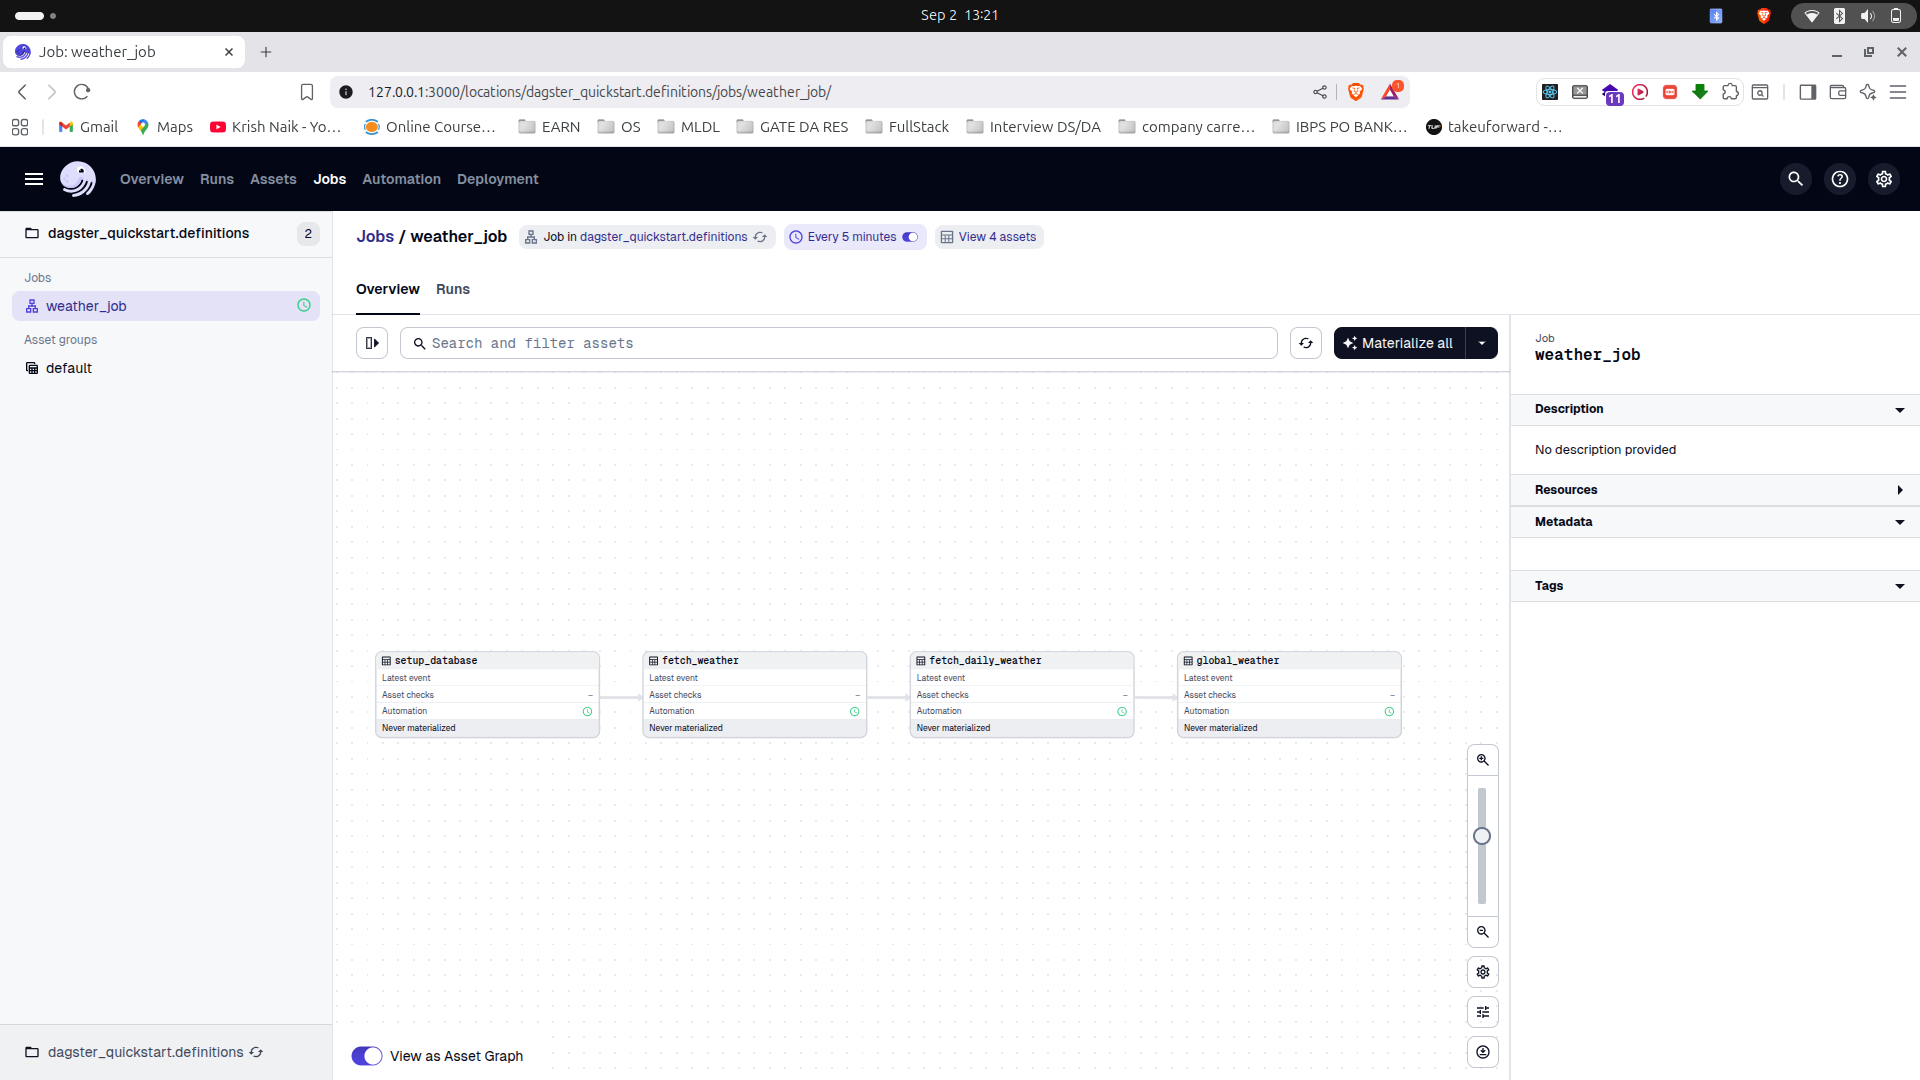 Sep 2 13:21
Job: weather_job
127.0.0.1:3000/locations/dagster_quickstart.definitions/jobs/weather_job/
1
11
Gmail
Maps
Krish Naik - Yo...
Online Course...
EARN
OS
MLDL
GATE DA RES
FullStack
Interview DS/DA
company carre...
IBPS PO BANK...
takeuforward -...
Overview
Runs
Assets
Jobs
Automation
Deployment
dagster_quickstart.definitions
2
Jobs
weather_job
Asset groups
default
Jobs / weather_job
Job in dagster_quickstart.definitions
Every 5 minutes
View 4 assets
Overview
Runs
Search and filter assets
Materialize all
setup_database
Latest event
Asset checks –
Automation
Never materialized
fetch_weather
Latest event
Asset checks –
Automation
Never materialized
fetch_daily_weather
Latest event
Asset checks –
Automation
Never materialized
global_weather
Latest event
Asset checks –
Automation
Never materialized
Job
weather_job
Description
No description provided
Resources
Metadata
Tags
dagster_quickstart.definitions
View as Asset Graph